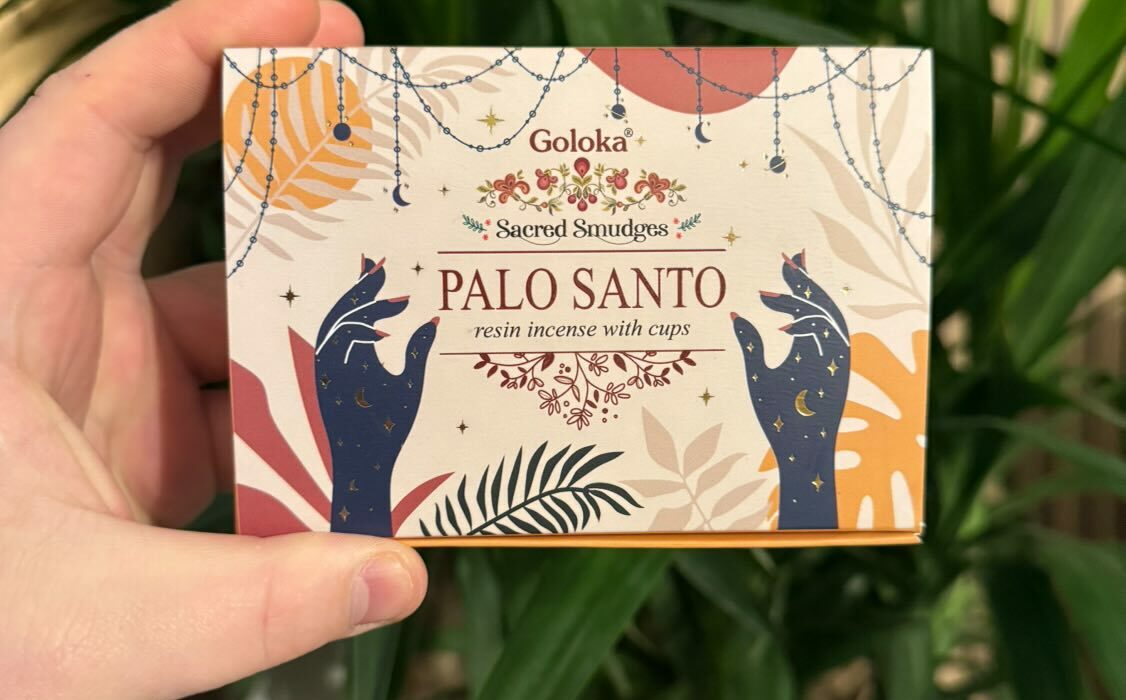 Goloka®
Sacred Smudges
PALO SANTO
resin incense with cups